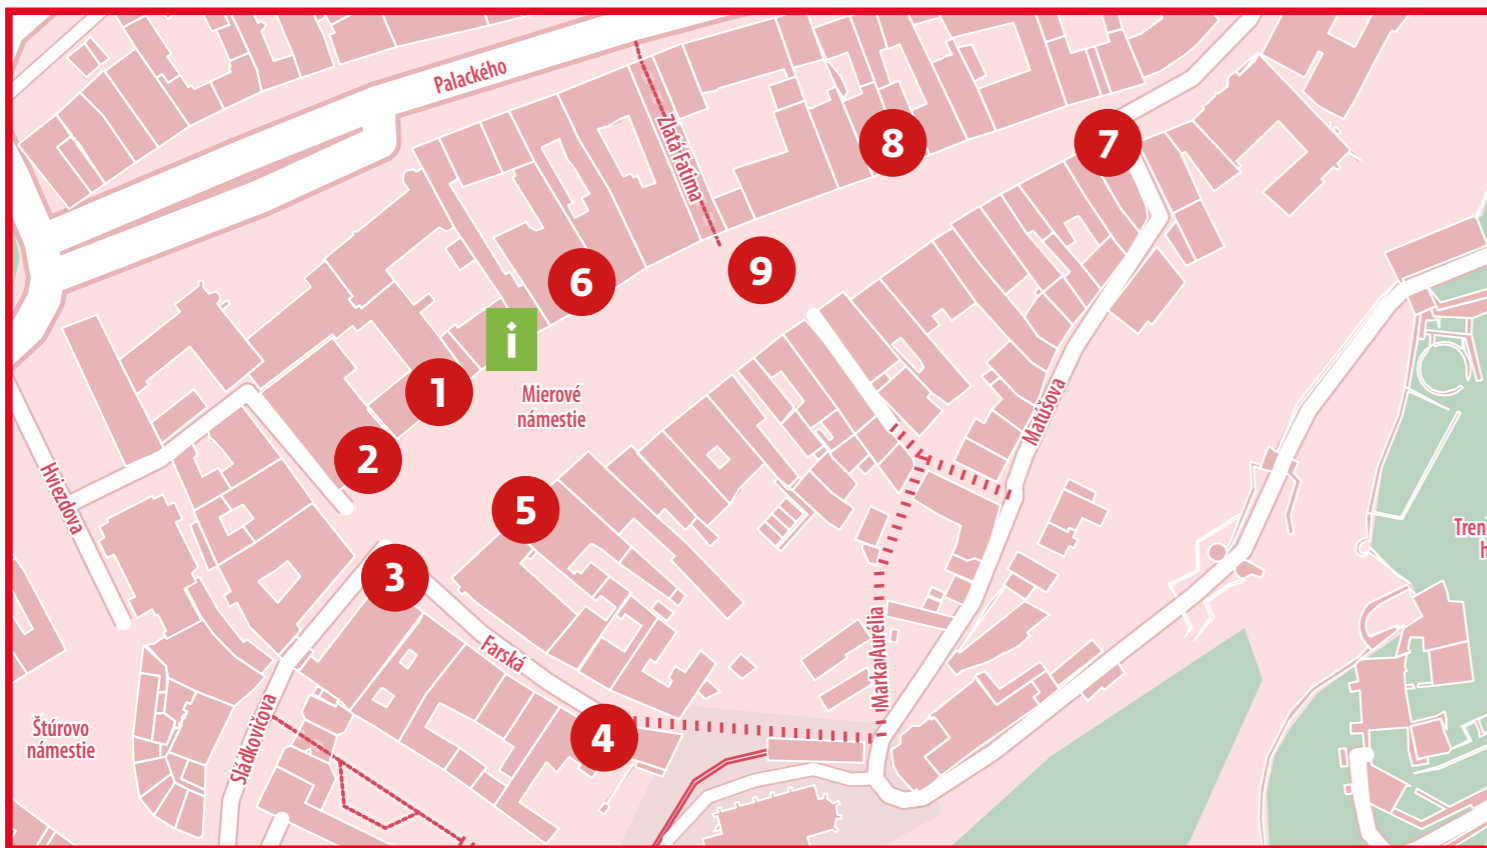 Palackého
Zlatá Fatima
8
7
6
9
i
1
Mierové
námestie
Matúšova
2
Hviezdova
5
3
Farská
Marka Aurélia
Štúrovo
námestie
Sládkovičova
4
Tren
h